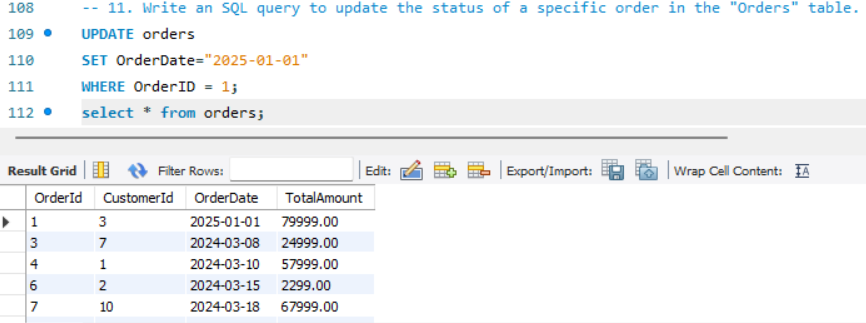 108 -- 11. Write an SQL query to update the status of a specific order in the "Orders" table.
109 UPDATE orders
110 SET OrderDate="2025-01-01"
111 WHERE OrderID = 1;
112 select * from orders;
Result Grid Filter Rows: Edit: Export/Import: Wrap Cell Content: IA
OrderId CustomerId OrderDate TotalAmount
1 3 2025-01-01 79999.00
3 7 2024-03-08 24999.00
4 1 2024-03-10 57999.00
6 2 2024-03-15 2299.00
7 10 2024-03-18 67999.00